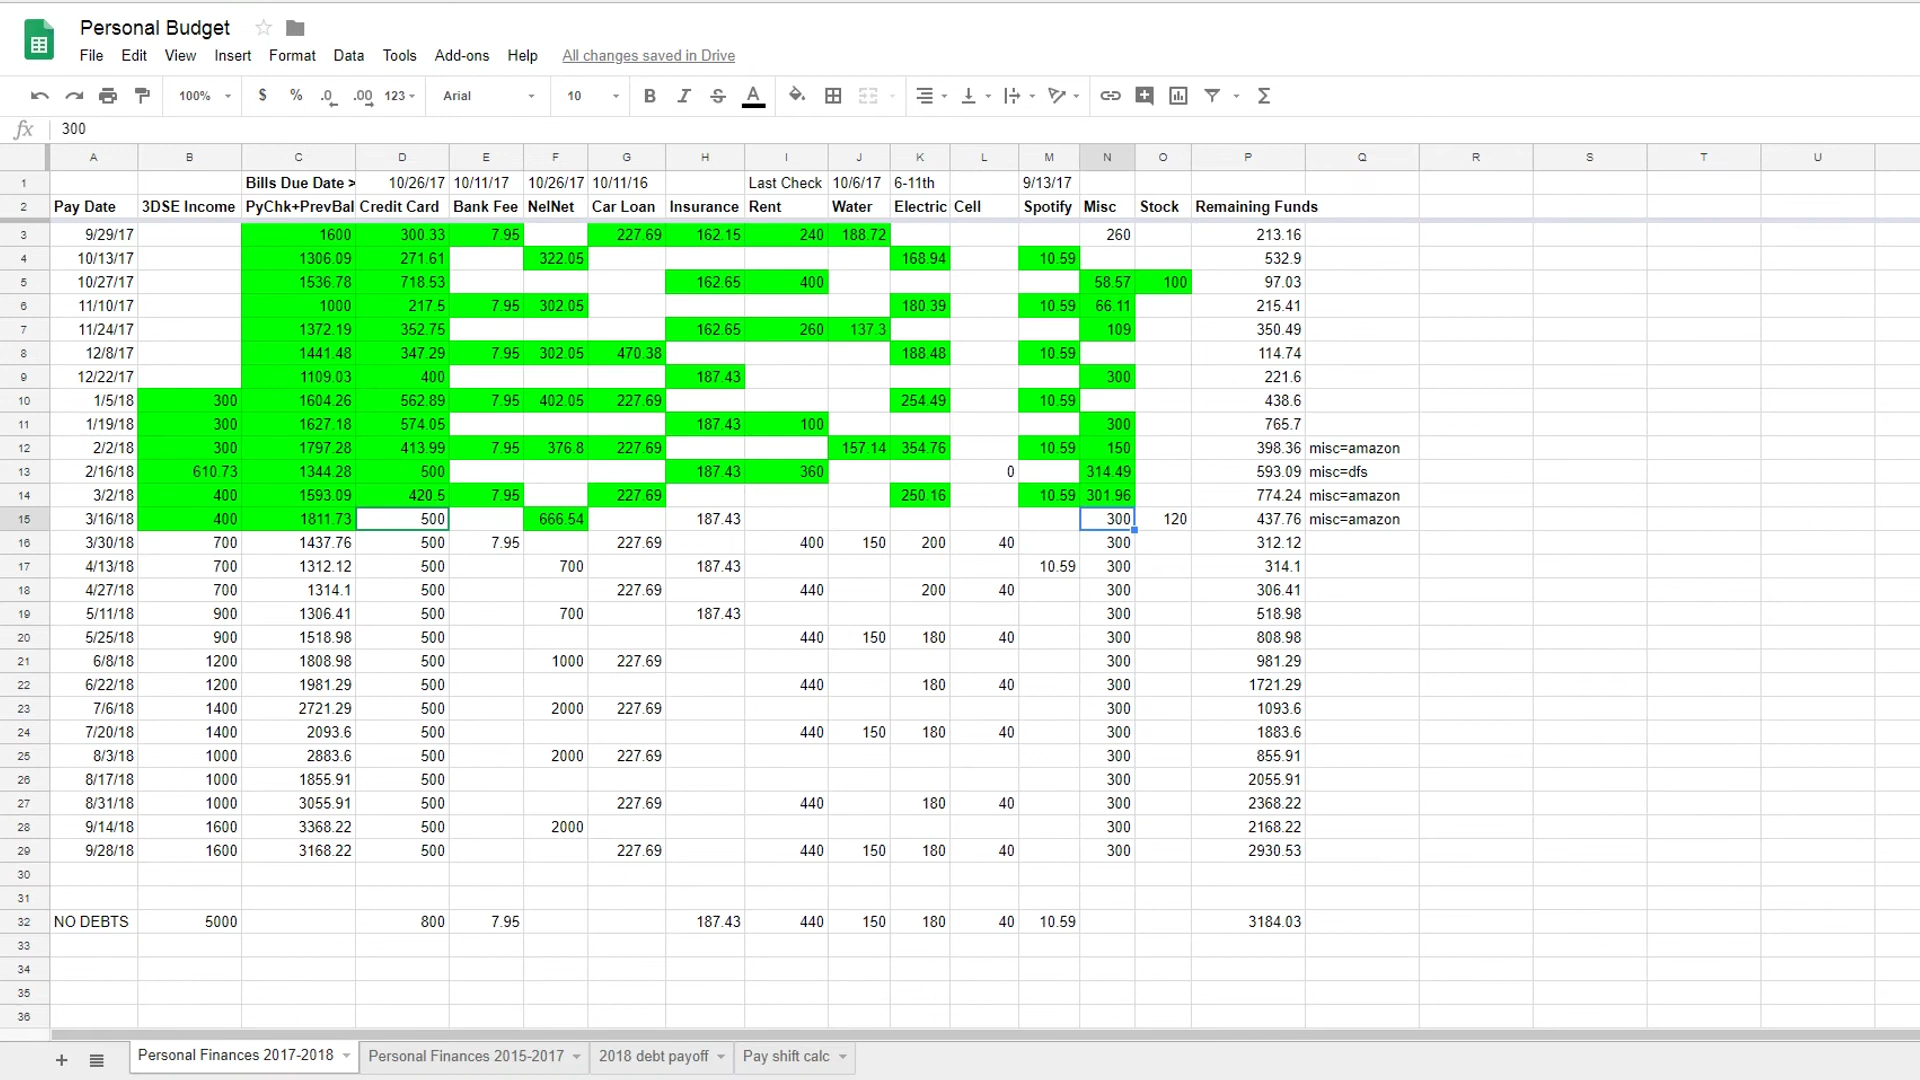 Personal Budget
File Edit View Insert Format Data Tools Add-ons Help All changes saved in Drive
100% $ % .0 .00 123 Arial 10 B I S A
fx 300
A B C D E F G H I J K L M N O P Q R S T U
1 Bills Due Date > 10/26/17 10/11/17 10/26/17 10/11/16 Last Check 10/6/17 6-11th 9/13/17
2 Pay Date 3DSE Income PyChk+PrevBal Credit Card Bank Fee NelNet Car Loan Insurance Rent Water Electric Cell Spotify Misc Stock Remaining Funds
3 9/29/17 1600 300.33 7.95 227.69 162.15 240 188.72 260 213.16
4 10/13/17 1306.09 271.61 322.05 168.94 10.59 532.9
5 10/27/17 1536.78 718.53 162.65 400 58.57 100 97.03
6 11/10/17 1000 217.5 7.95 302.05 180.39 10.59 66.11 215.41
7 11/24/17 1372.19 352.75 162.65 260 137.3 109 350.49
8 12/8/17 1441.48 347.29 7.95 302.05 470.38 188.48 10.59 114.74
9 12/22/17 1109.03 400 187.43 300 221.6
10 1/5/18 300 1604.26 562.89 7.95 402.05 227.69 254.49 10.59 438.6
11 1/19/18 300 1627.18 574.05 187.43 100 300 765.7
12 2/2/18 300 1797.28 413.99 7.95 376.8 227.69 157.14 354.76 10.59 150 398.36 misc=amazon
13 2/16/18 610.73 1344.28 500 187.43 360 0 314.49 593.09 misc=dfs
14 3/2/18 400 1593.09 420.5 7.95 227.69 250.16 10.59 301.96 774.24 misc=amazon
15 3/16/18 400 1811.73 500 666.54 187.43 300 120 437.76 misc=amazon
16 3/30/18 700 1437.76 500 7.95 227.69 400 150 200 40 300 312.12
17 4/13/18 700 1312.12 500 700 187.43 10.59 300 314.1
18 4/27/18 700 1314.1 500 227.69 440 200 40 300 306.41
19 5/11/18 900 1306.41 500 700 187.43 300 518.98
20 5/25/18 900 1518.98 500 440 150 180 40 300 808.98
21 6/8/18 1200 1808.98 500 1000 227.69 300 981.29
22 6/22/18 1200 1981.29 500 440 180 40 300 1721.29
23 7/6/18 1400 2721.29 500 2000 227.69 300 1093.6
24 7/20/18 1400 2093.6 500 440 150 180 40 300 1883.6
25 8/3/18 1000 2883.6 500 2000 227.69 300 855.91
26 8/17/18 1000 1855.91 500 300 2055.91
27 8/31/18 1000 3055.91 500 227.69 440 180 40 300 2368.22
28 9/14/18 1600 3368.22 500 2000 300 2168.22
29 9/28/18 1600 3168.22 500 227.69 440 150 180 40 300 2930.53
30
31
32 NO DEBTS 5000 800 7.95 187.43 440 150 180 40 10.59 3184.03
33
34
35
36
+ Personal Finances 2017-2018 Personal Finances 2015-2017 2018 debt payoff Pay shift calc